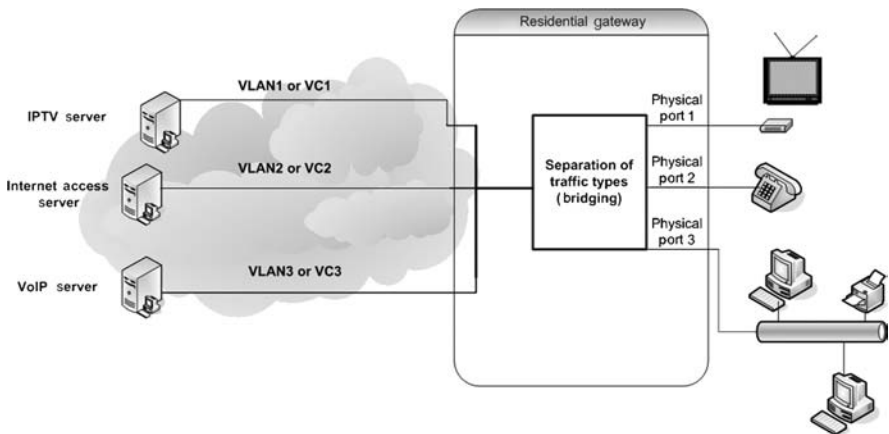 Residential gateway
VLAN1 or VC1
IPTV server
VLAN2 or VC2
Internet access
server
VLAN3 or VC3
VoIP server
Separation of
traffic types
(bridging)
Physical
port 1
Physical
port 2
Physical
port 3